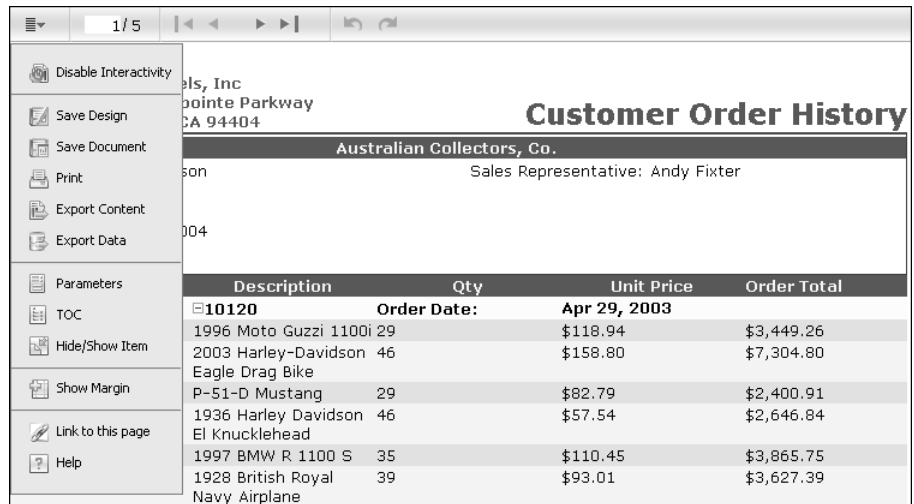 1/ 5
Disable Interactivity
Save Design
Save Document
Print
Export Content
Export Data
Parameters
TOC
Hide/Show Item
Show Margin
Link to this page
Help
els, Inc
pointe Parkway
CA 94404
Customer Order History
Australian Collectors, Co.
son Sales Representative: Andy Fixter
004
Description Qty Unit Price Order Total
10120 Order Date: Apr 29, 2003
1996 Moto Guzzi 1100i 29 $118.94 $3,449.26
2003 Harley-Davidson 46 $158.80 $7,304.80
Eagle Drag Bike
P-51-D Mustang 29 $82.79 $2,400.91
1936 Harley Davidson 46 $57.54 $2,646.84
El Knucklehead
1997 BMW R 1100 S 35 $110.45 $3,865.75
1928 British Royal 39 $93.01 $3,627.39
Navy Airplane